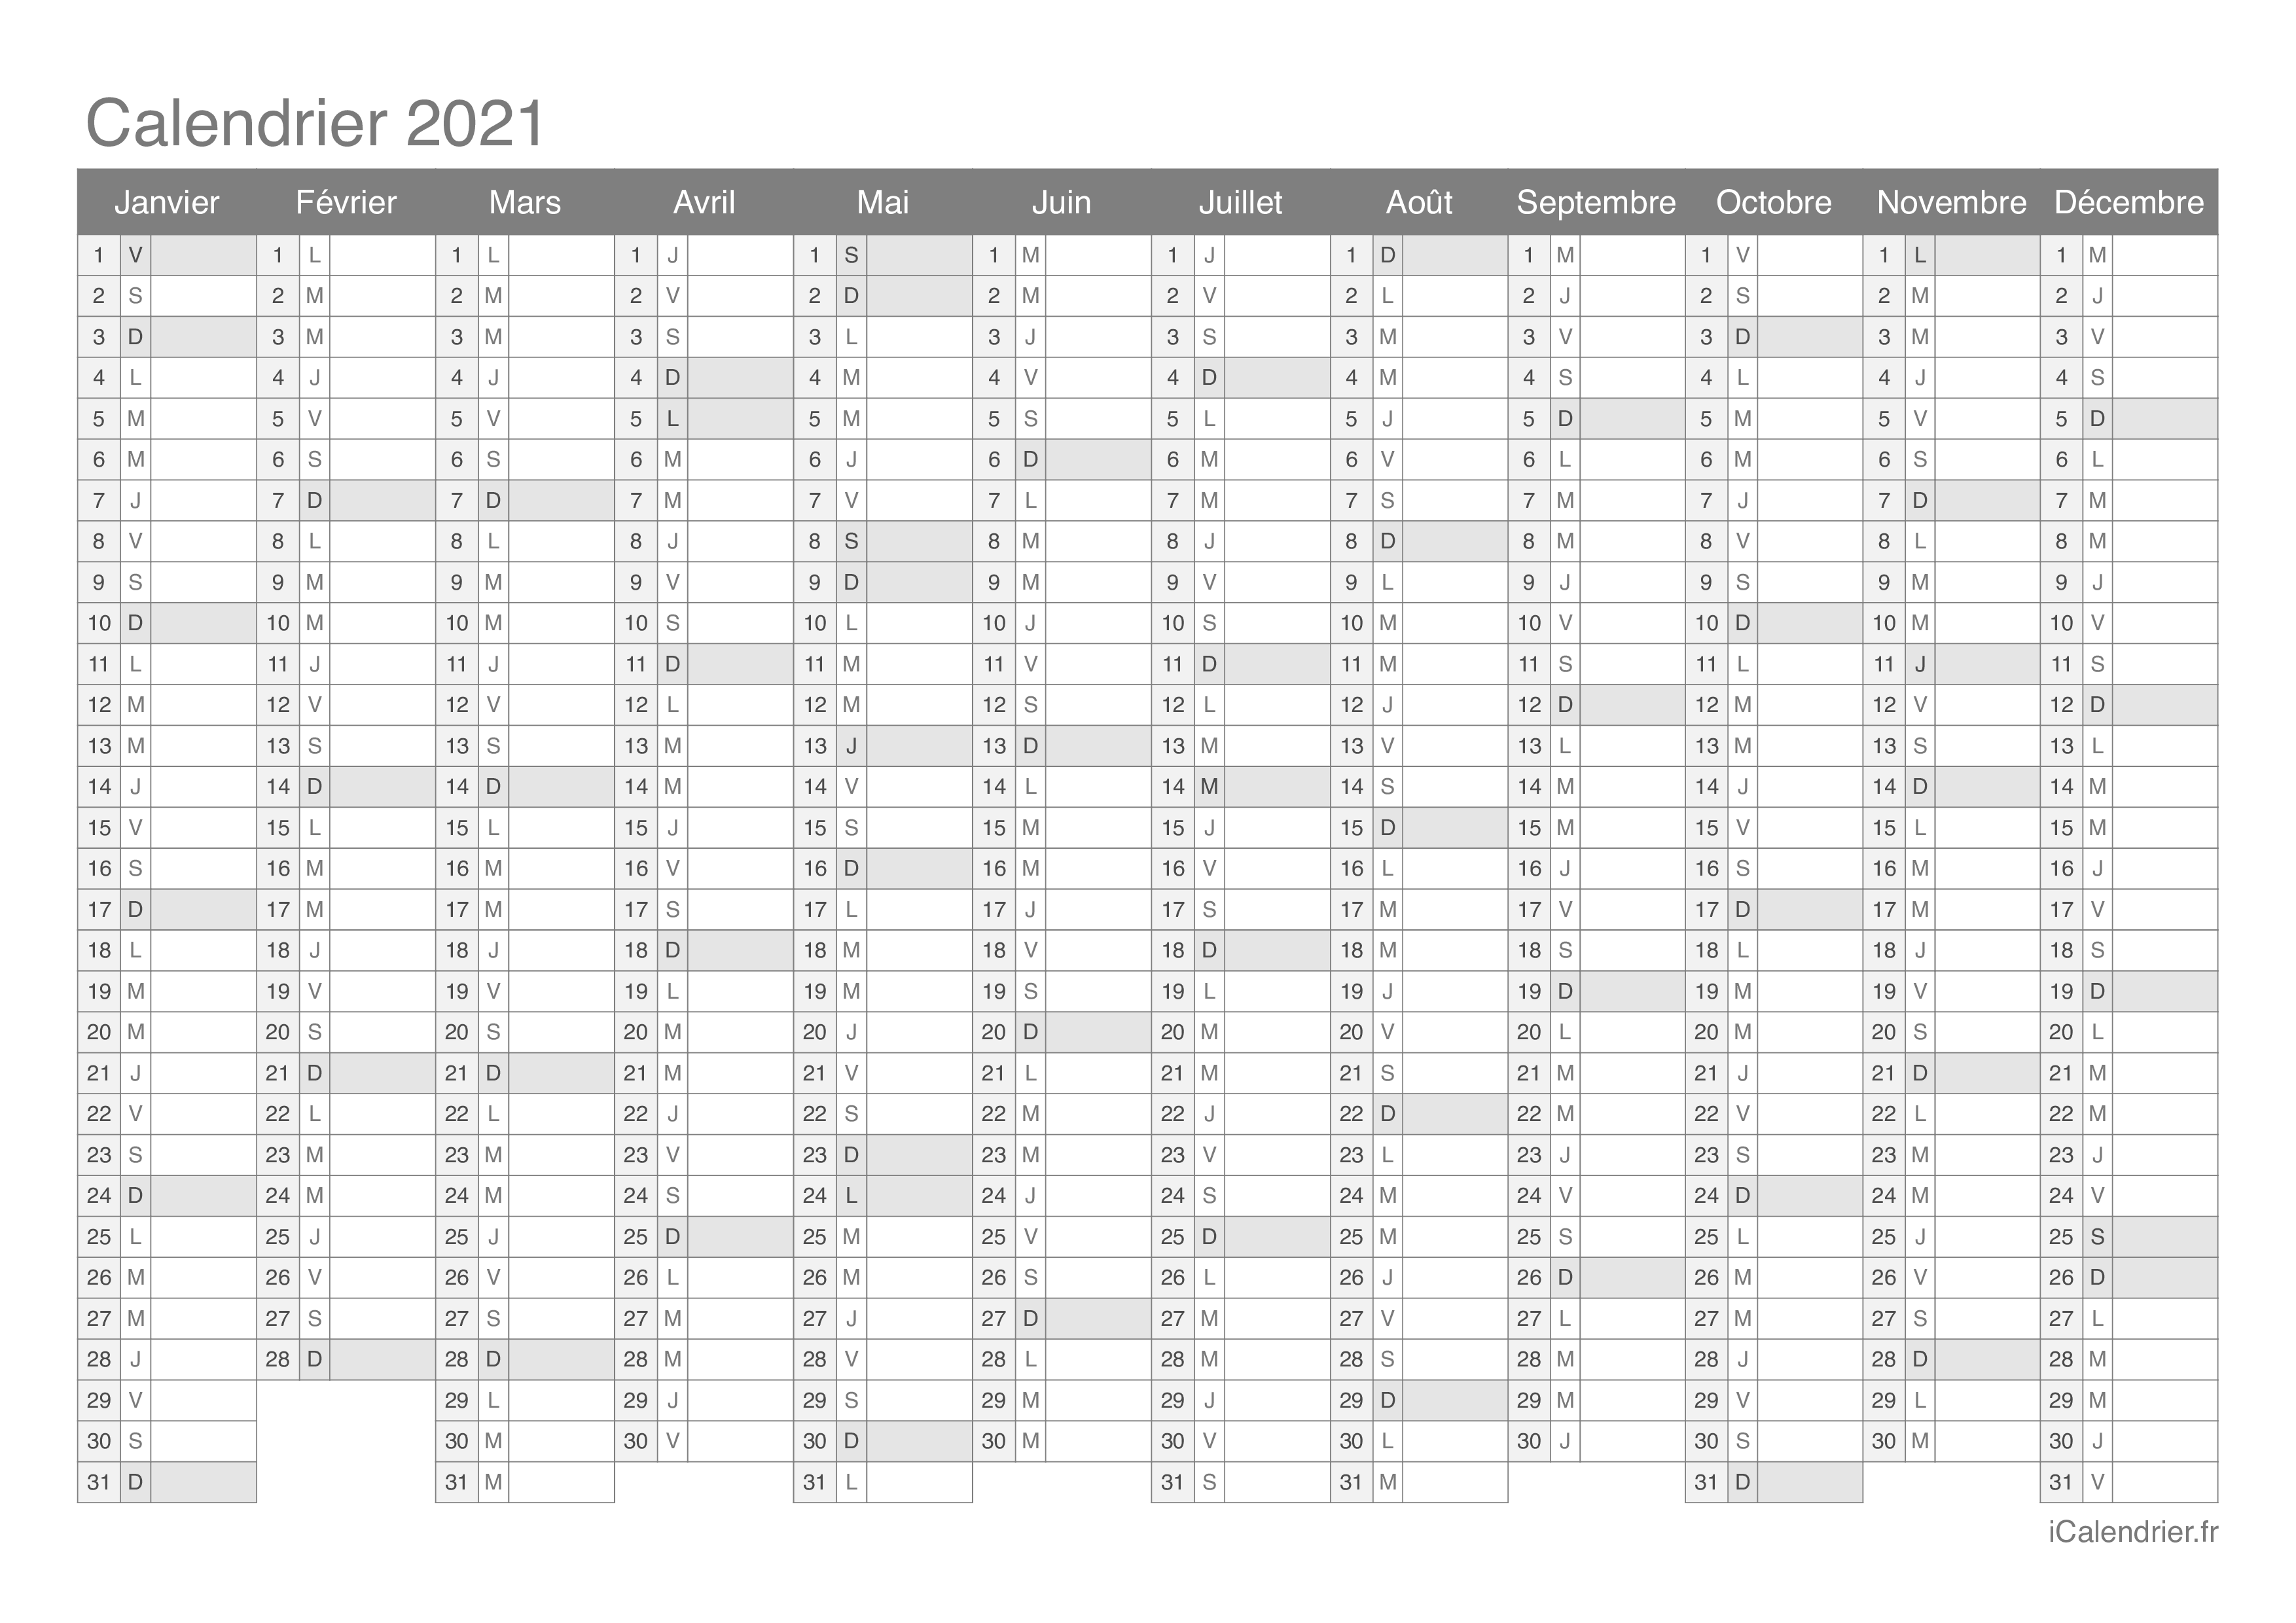 Calendrier 2021
Janvier Février Mars Avril Mai Juin Juillet Août Septembre Octobre Novembre Décembre
1 V 1 L 1 L 1 J 1 S 1 M 1 J 1 D 1 M 1 V 1 L 1 M
2 S 2 M 2 M 2 V 2 D 2 M 2 V 2 L 2 J 2 S 2 M 2 J
3 D 3 M 3 M 3 S 3 L 3 J 3 S 3 M 3 V 3 D 3 M 3 V
4 L 4 J 4 J 4 D 4 M 4 V 4 D 4 M 4 S 4 L 4 J 4 S
5 M 5 V 5 V 5 L 5 M 5 S 5 L 5 J 5 D 5 M 5 V 5 D
6 M 6 S 6 S 6 M 6 J 6 D 6 M 6 V 6 L 6 M 6 S 6 L
7 J 7 D 7 D 7 M 7 V 7 L 7 M 7 S 7 M 7 J 7 D 7 M
8 V 8 L 8 L 8 J 8 S 8 M 8 J 8 D 8 M 8 V 8 L 8 M
9 S 9 M 9 M 9 V 9 D 9 M 9 V 9 L 9 J 9 S 9 M 9 J
10 D 10 M 10 M 10 S 10 L 10 J 10 S 10 M 10 V 10 D 10 M 10 V
11 L 11 J 11 J 11 D 11 M 11 V 11 D 11 M 11 S 11 L 11 J 11 S
12 M 12 V 12 V 12 L 12 M 12 S 12 L 12 J 12 D 12 M 12 V 12 D
13 M 13 S 13 S 13 M 13 J 13 D 13 M 13 V 13 L 13 M 13 S 13 L
14 J 14 D 14 D 14 M 14 V 14 L 14 M 14 S 14 M 14 J 14 D 14 M
15 V 15 L 15 L 15 J 15 S 15 M 15 J 15 D 15 M 15 V 15 L 15 M
16 S 16 M 16 M 16 V 16 D 16 M 16 V 16 L 16 J 16 S 16 M 16 J
17 D 17 M 17 M 17 S 17 L 17 J 17 S 17 M 17 V 17 D 17 M 17 V
18 L 18 J 18 J 18 D 18 M 18 V 18 D 18 M 18 S 18 L 18 J 18 S
19 M 19 V 19 V 19 L 19 M 19 S 19 L 19 J 19 D 19 M 19 V 19 D
20 M 20 S 20 S 20 M 20 J 20 D 20 M 20 V 20 L 20 M 20 S 20 L
21 J 21 D 21 D 21 M 21 V 21 L 21 M 21 S 21 M 21 J 21 D 21 M
22 V 22 L 22 L 22 J 22 S 22 M 22 J 22 D 22 M 22 V 22 L 22 M
23 S 23 M 23 M 23 V 23 D 23 M 23 V 23 L 23 J 23 S 23 M 23 J
24 D 24 M 24 M 24 S 24 L 24 J 24 S 24 M 24 V 24 D 24 M 24 V
25 L 25 J 25 J 25 D 25 M 25 V 25 D 25 M 25 S 25 L 25 J 25 S
26 M 26 V 26 V 26 L 26 M 26 S 26 L 26 J 26 D 26 M 26 V 26 D
27 M 27 S 27 S 27 M 27 J 27 D 27 M 27 V 27 L 27 M 27 S 27 L
28 J 28 D 28 D 28 M 28 V 28 L 28 M 28 S 28 M 28 J 28 D 28 M
29 V 29 L 29 J 29 S 29 M 29 J 29 D 29 M 29 V 29 L 29 M
30 S 30 M 30 V 30 D 30 M 30 V 30 L 30 J 30 S 30 M 30 J
31 D 31 M 31 L 31 S 31 M 31 D 31 V
iCalendrier.fr